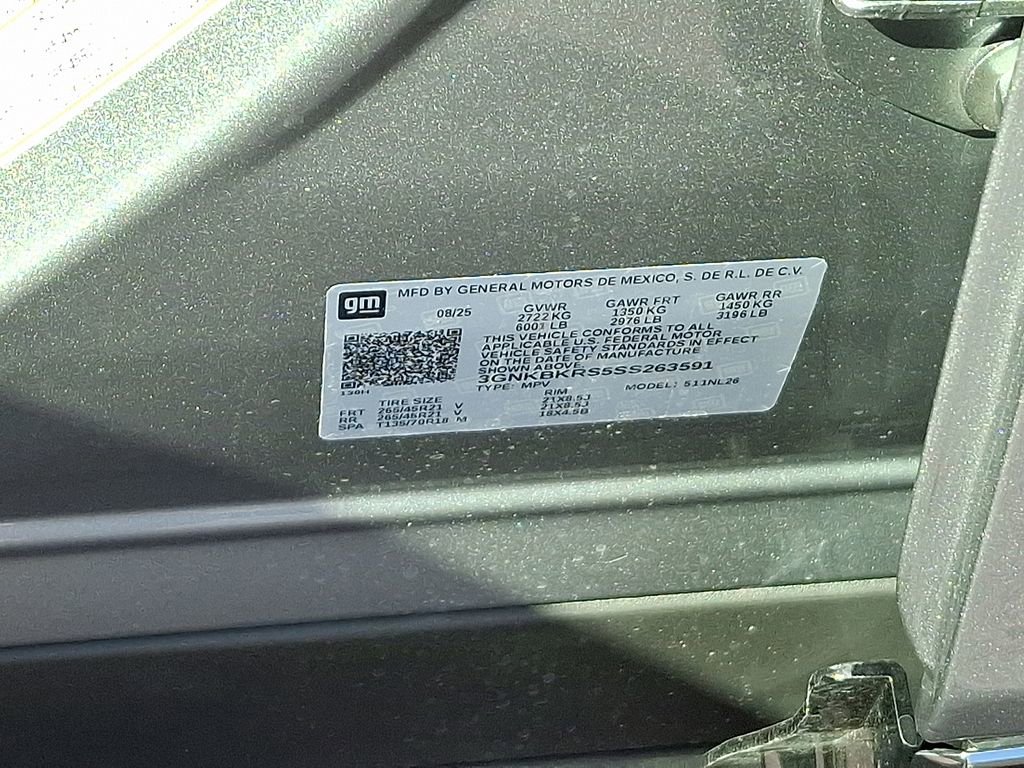 gm
MFD BY GENERAL MOTORS DE MEXICO, S. DE R.L. DE C.V.
08/25 GVWR GAWR FRT GAWR RR
2722 KG 1350 KG 1450 KG
6001 LB 2976 LB 3196 LB
THIS VEHICLE CONFORMS TO ALL
APPLICABLE U.S. FEDERAL MOTOR
VEHICLE SAFETY STANDARDS IN EFFECT
ON THE DATE OF MANUFACTURE
SHOWN ABOVE.
3GNKBKRS5SS263591
TYPE: MPV MODEL: 511NL26
TIRE SIZE RIM
FRT 265/45R21 V 21X8.5J
RR 265/45R21 V 21X8.5J
SPA T135/70R18 M 18X4.5B